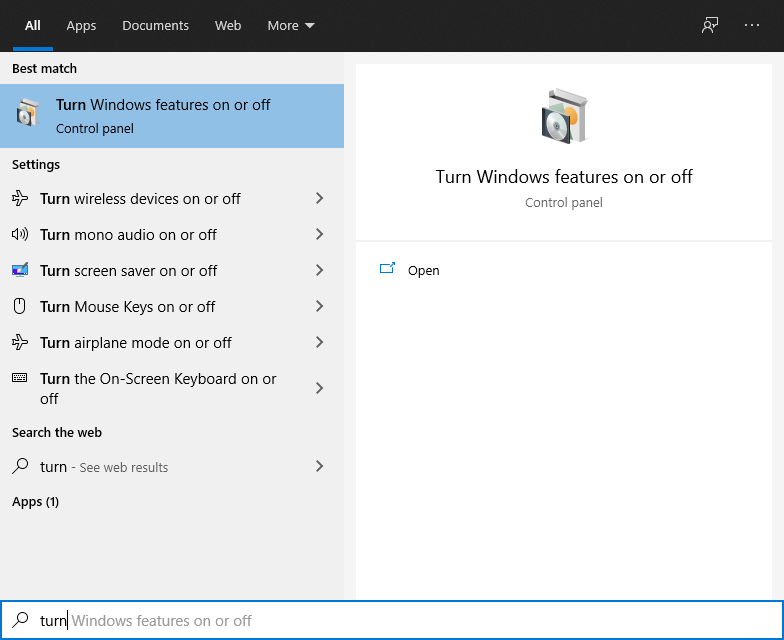 All Apps Documents Web More
Best match
Turn Windows features on or off
Control panel
Settings
Turn wireless devices on or off
Turn mono audio on or off
Turn screen saver on or off
Turn Mouse Keys on or off
Turn airplane mode on or off
Turn the On-Screen Keyboard on or
off
Search the web
turn - See web results
Apps (1)
Turn Windows features on or off
Control panel
Open
turn Windows features on or off